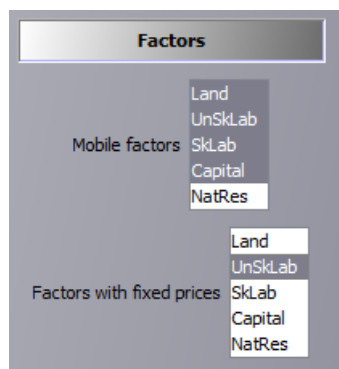 Factors
Mobile factors
Land
UnSkLab
SkLab
Capital
NatRes
Factors with fixed prices
Land
UnSkLab
SkLab
Capital
NatRes